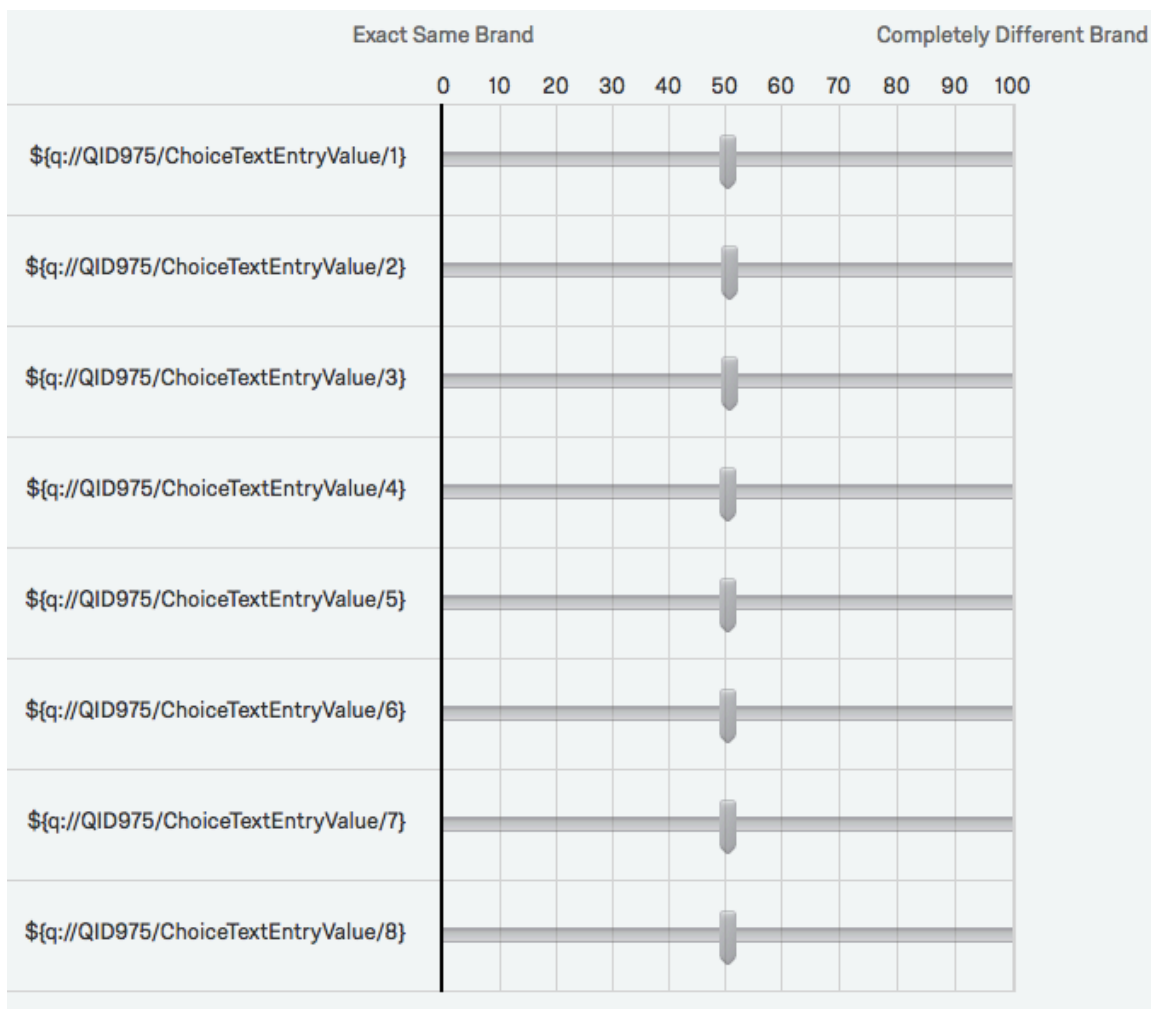 Exact Same Brand Completely Different Brand
0 10 20 30 40 50 60 70 80 90 100
${q://QID975/ChoiceTextEntryValue/1}
${q://QID975/ChoiceTextEntryValue/2}
${q://QID975/ChoiceTextEntryValue/3}
${q://QID975/ChoiceTextEntryValue/4}
${q://QID975/ChoiceTextEntryValue/5}
${q://QID975/ChoiceTextEntryValue/6}
${q://QID975/ChoiceTextEntryValue/7}
${q://QID975/ChoiceTextEntryValue/8}